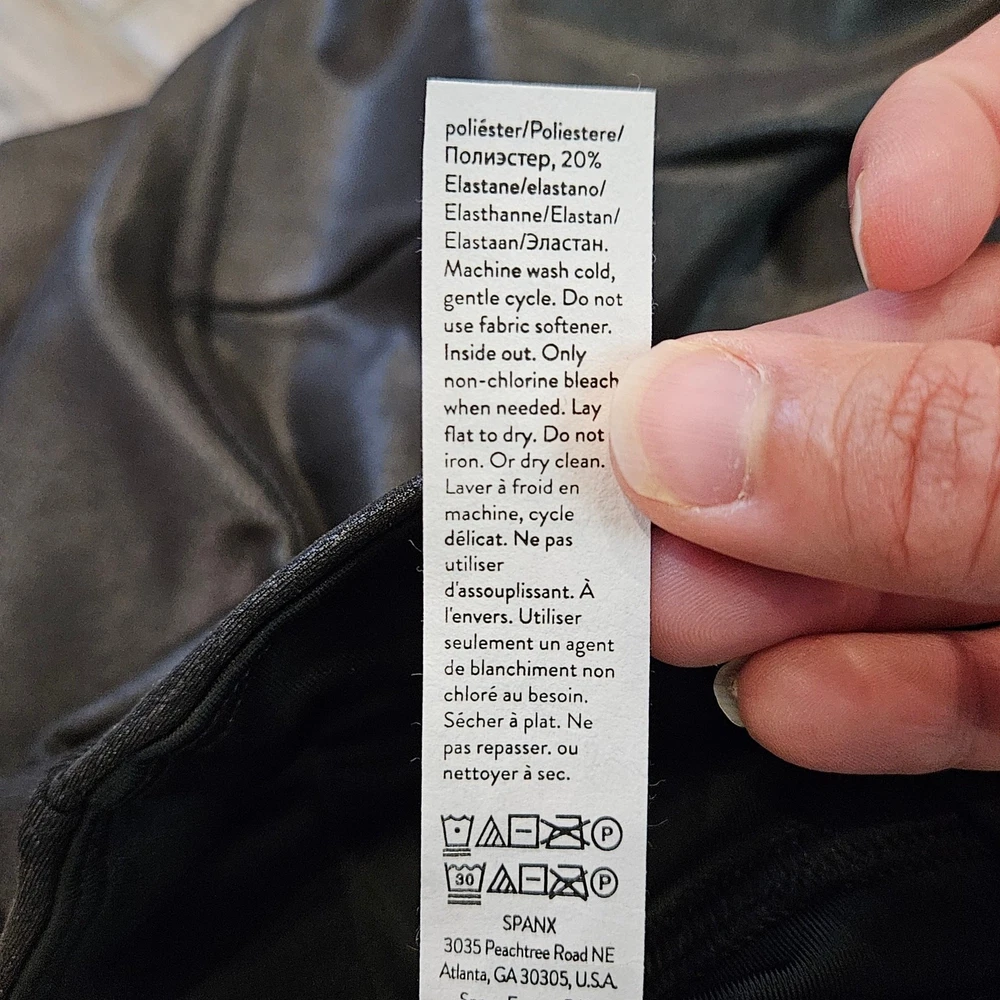 poliéster/Poliestere/
Полиэстер, 20%
Elastane/elastano/
Elasthanne/Elastan/
Elastaan/Эластан.
Machine wash cold,
gentle cycle. Do not
use fabric softener.
Inside out. Only
non-chlorine bleach
when needed. Lay
flat to dry. Do not
iron. Or dry clean.
Laver à froid en
machine, cycle
délicat. Ne pas
utiliser
d'assouplissant. À
l'envers. Utiliser
seulement un agent
de blanchiment non
chloré au besoin.
Sécher à plat. Ne
pas repasser. ou
nettoyer à sec.
P
30 P
SPANX
3035 Peachtree Road NE
Atlanta, GA 30305, U.S.A.